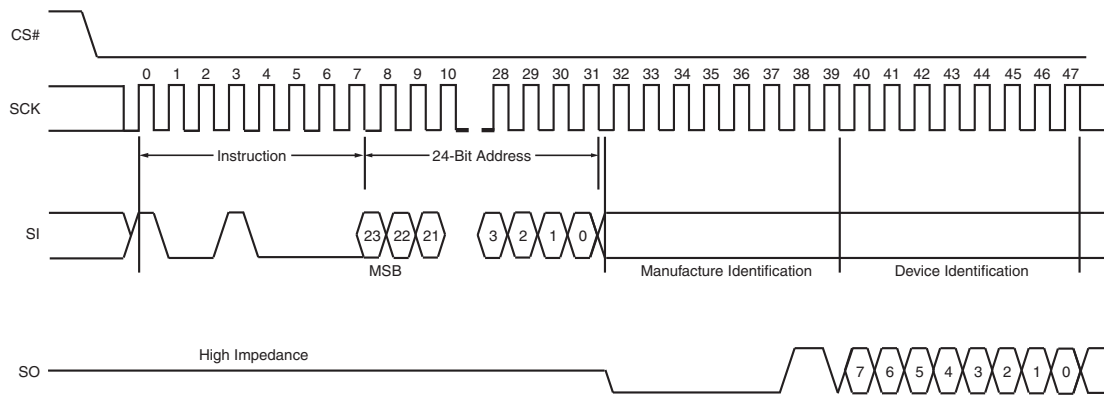 CS#
0 1 2 3 4 5 6 7 8 9 10 28 29 30 31 32 33 34 35 36 37 38 39 40 41 42 43 44 45 46 47
SCK
Instruction 24-Bit Address
SI 23 22 21 3 2 1 0
MSB Manufacture Identification Device Identification
High Impedance
SO 7 6 5 4 3 2 1 0